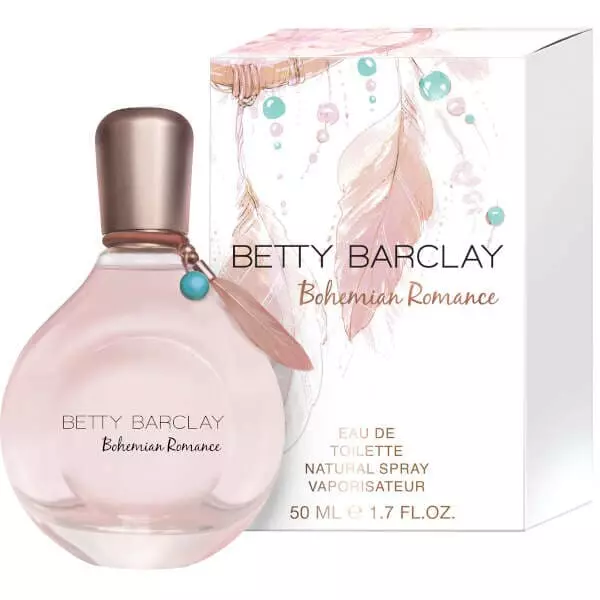 BETTY BARCLAY
Bohemian Romance
EAU DE
TOILETTE
NATURAL SPRAY
VAPORISATEUR
50 ML ℮ 1.7 FL.OZ.
BETTY BARCLAY
Bohemian Romance